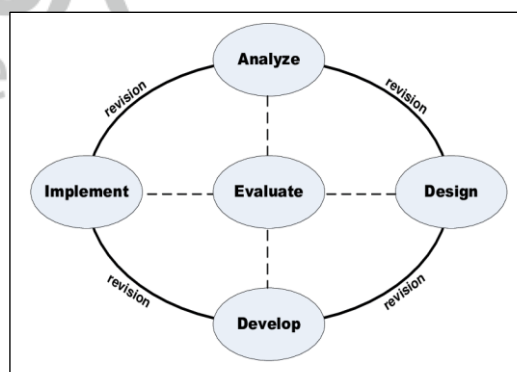 Analyze
revision
revision
Implement
Evaluate
Design
revision
revision
Develop